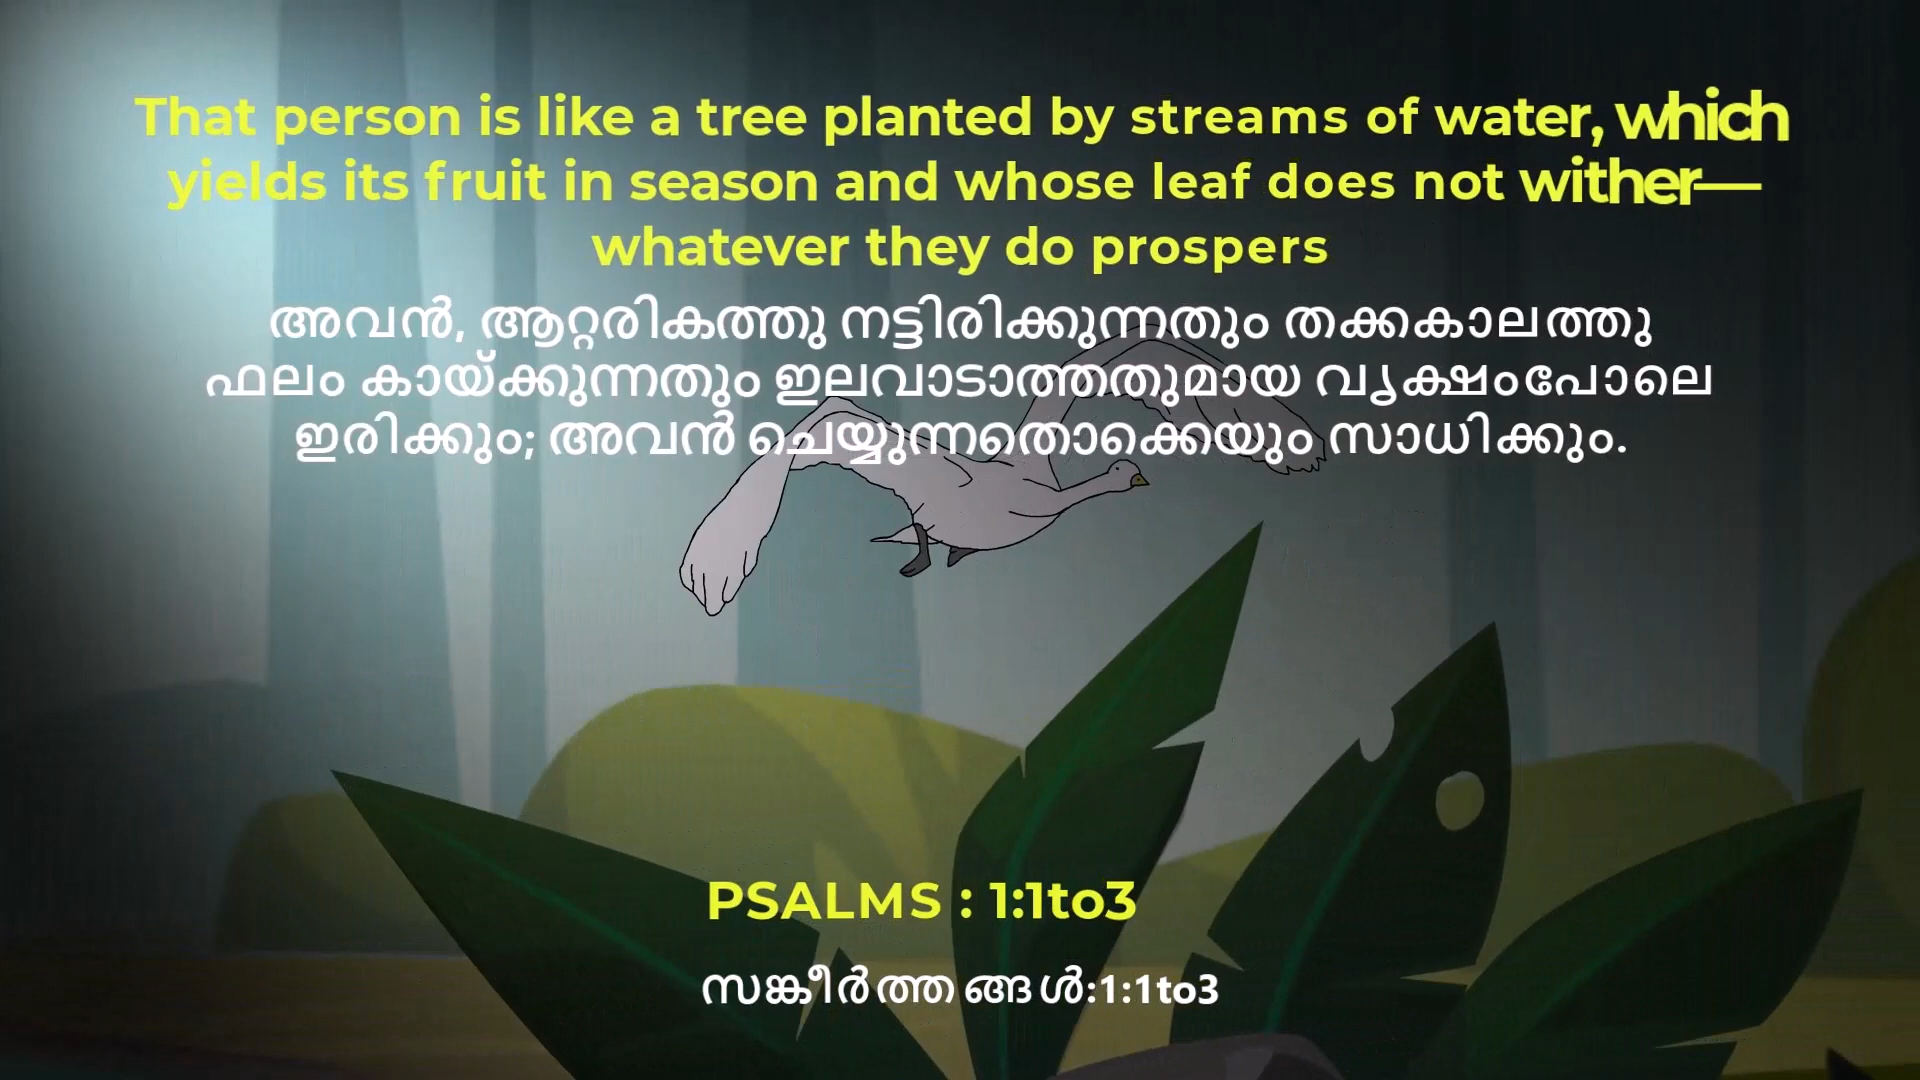 That person is like a tree planted by streams of water, which
yields its fruit in season and whose leaf does not wither—
whatever they do prospers
അവൻ, ആറ്റരികത്തു നട്ടിരിക്കുന്നതും തക്കകാലത്തു
ഫലം കായ്ക്കുന്നതും ഇലവാടാത്തതുമായ വൃക്ഷംപോലെ
ഇരിക്കും; അവൻ ചെയ്യുന്നതൊക്കെയും സാധിക്കും.
PSALMS : 1:1to3
സങ്കീർത്തങ്ങൾ:1:1to3